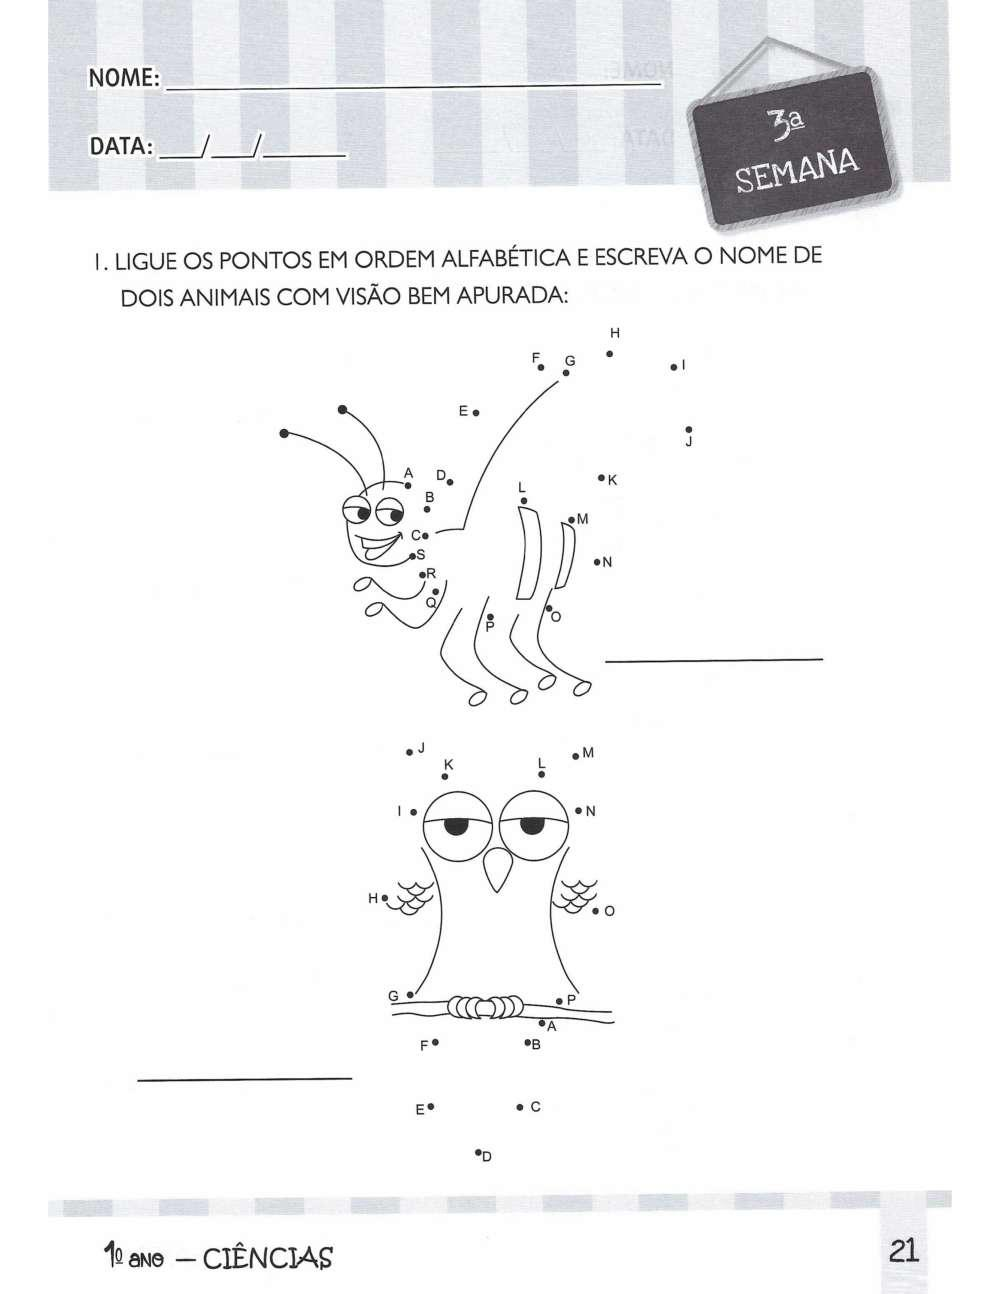 NOME:
DATA: / /
3ª
SEMANA
1. LIGUE OS PONTOS EM ORDEM ALFABÉTICA E ESCREVA O NOME DE
DOIS ANIMAIS COM VISÃO BEM APURADA:
H
F G
I
E
J
A D
K
L
B
M
C
S
N
R
Q
O
P
J
M
K L
I N
H
O
G P
A
F B
E C
D
1º ANO – CIÊNCIAS
21